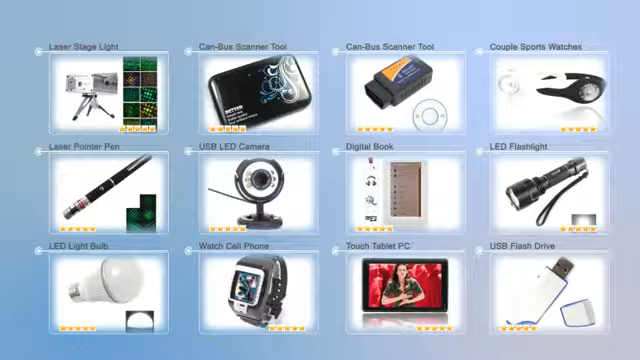 Laser Stage Light
Can-Bus Scanner Tool
Can-Bus Scanner Tool
Couple Sports Watches
Laser Pointer Pen
USB LED Camera
Digital Book
LED Flashlight
LED Light Bulb
Watch Cell Phone
Touch Tablet PC
USB Flash Drive